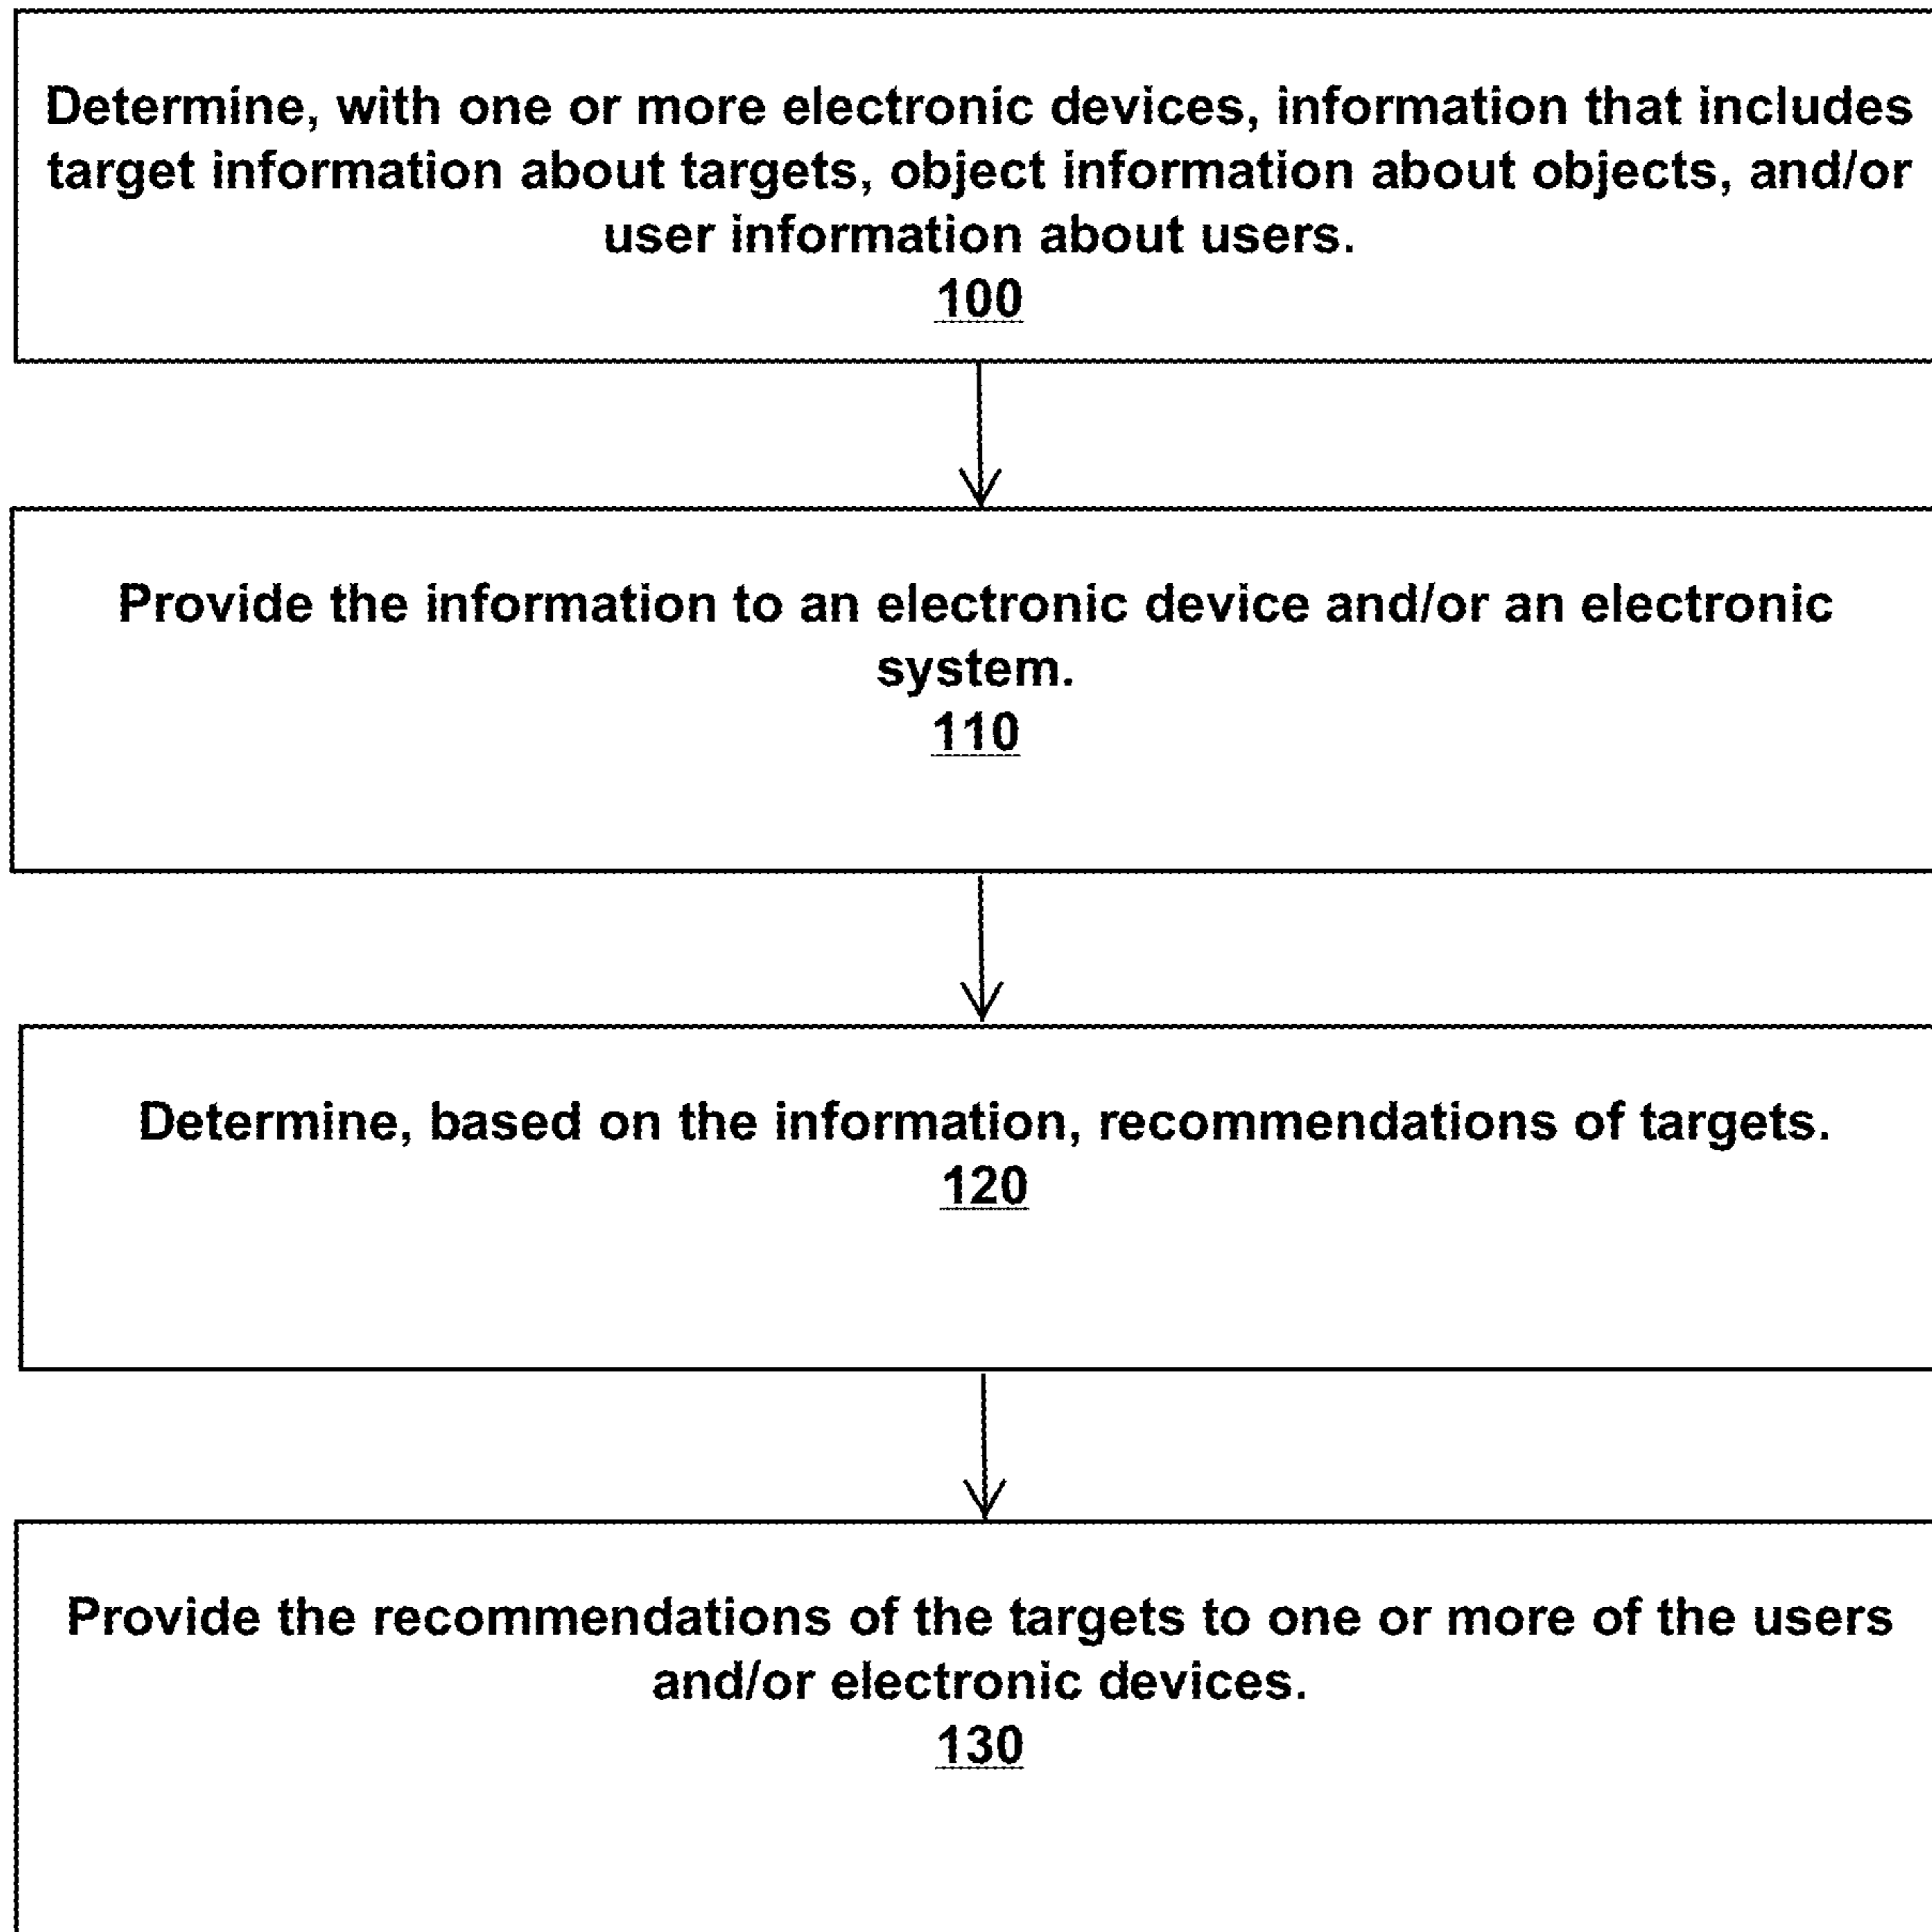 Determine, with one or more electronic devices, information that includes
target information about targets, object information about objects, and/or
user information about users.
100
Provide the information to an electronic device and/or an electronic
system.
110
Determine, based on the information, recommendations of targets.
120
Provide the recommendations of the targets to one or more of the users
and/or electronic devices.
130